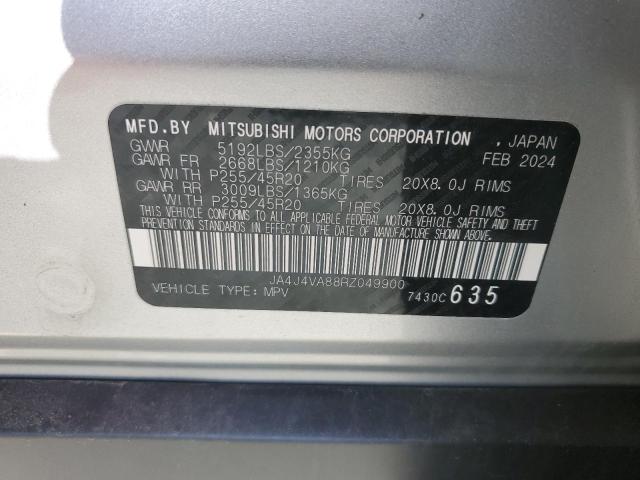 MFD.BY MITSUBISHI MOTORS CORPORATION , JAPAN
GVWR 5192LBS/2355KG FEB 2024
GAWR FR 2668LBS/1210KG
WITH P255/45R20 TIRES 20X8.0J RIMS
GAWR RR 3009LBS/1365KG
WITH P255/45R20 TIRES 20X8.0J RIMS
THIS VEHICLE CONFORMS TO ALL APPLICABLE FEDERAL MOTOR VEHICLE SAFETY AND THEFT
PREVENTION STANDARDS IN EFFECT ON THE DATE OF MANUFACTURE SHOWN ABOVE.
JA4J4VA88RZ049900
VEHICLE TYPE:MPV 7430C 635